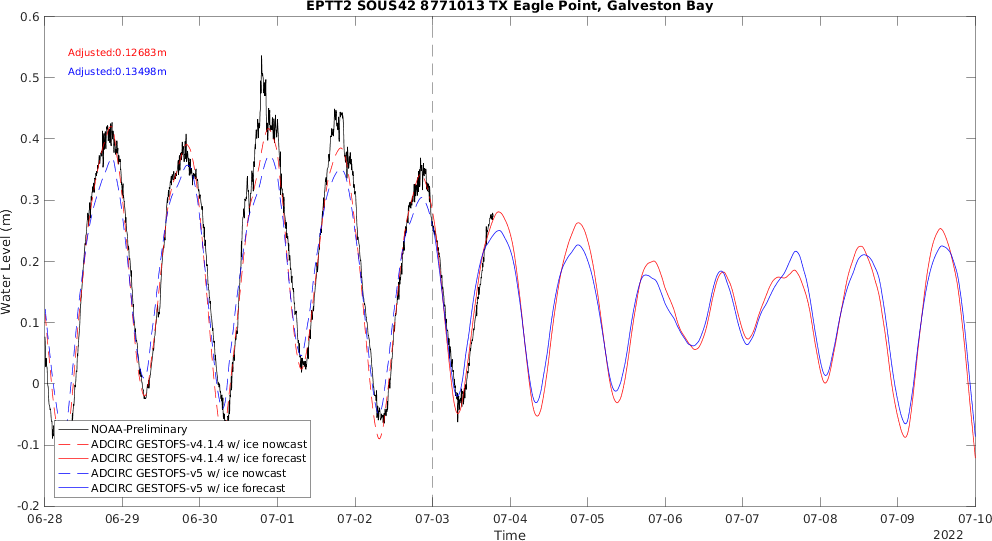 EPTT2 SOUS42 8771013 TX Eagle Point, Galveston Bay
Adjusted:0.12683m
Adjusted:0.13498m
Water Level (m)
0.6
0.5
0.4
0.3
0.2
0.1
0
-0.1
-0.2
NOAA-Preliminary
ADCIRC GESTOFS-v4.1.4 w/ ice nowcast
ADCIRC GESTOFS-v4.1.4 w/ ice forecast
ADCIRC GESTOFS-v5 w/ ice nowcast
ADCIRC GESTOFS-v5 w/ ice forecast
06-28 06-29 06-30 07-01 07-02 07-03 07-04 07-05 07-06 07-07 07-08 07-09 07-10
Time
2022